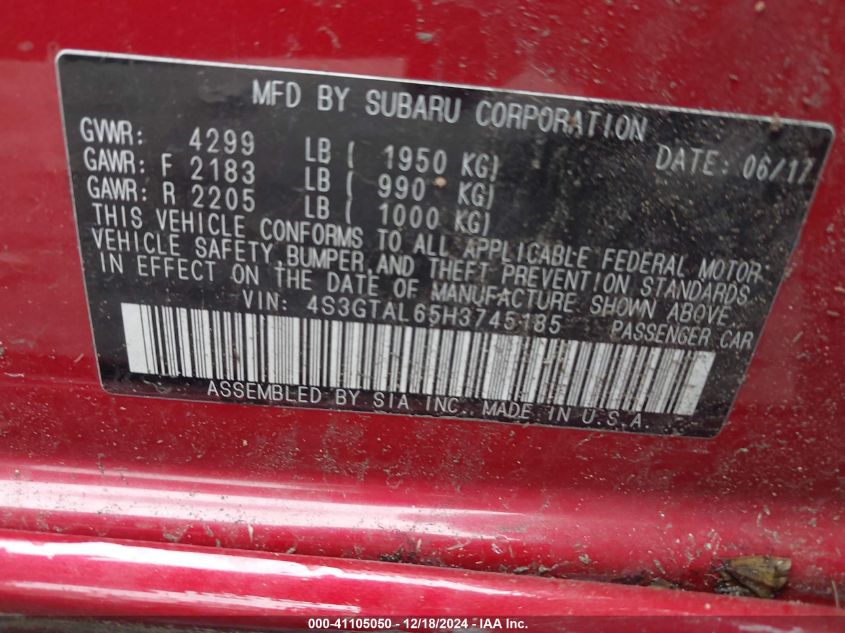 MFD BY SUBARU CORPORATION
GVWR: 4299 LB ( 1950 KG) DATE: 06/17
GAWR: F 2183 LB ( 990 KG)
GAWR: R 2205 LB ( 1000 KG)
THIS VEHICLE CONFORMS TO ALL APPLICABLE FEDERAL MOTOR
VEHICLE SAFETY, BUMPER, AND THEFT PREVENTION STANDARDS
IN EFFECT ON THE DATE OF MANUFACTURE SHOWN ABOVE
VIN: 4S3GTAL65H3745185 PASSENGER CAR
ASSEMBLED BY SIA INC. MADE IN U.S.A.
000-41105050 - 12/18/2024 - IAA Inc.